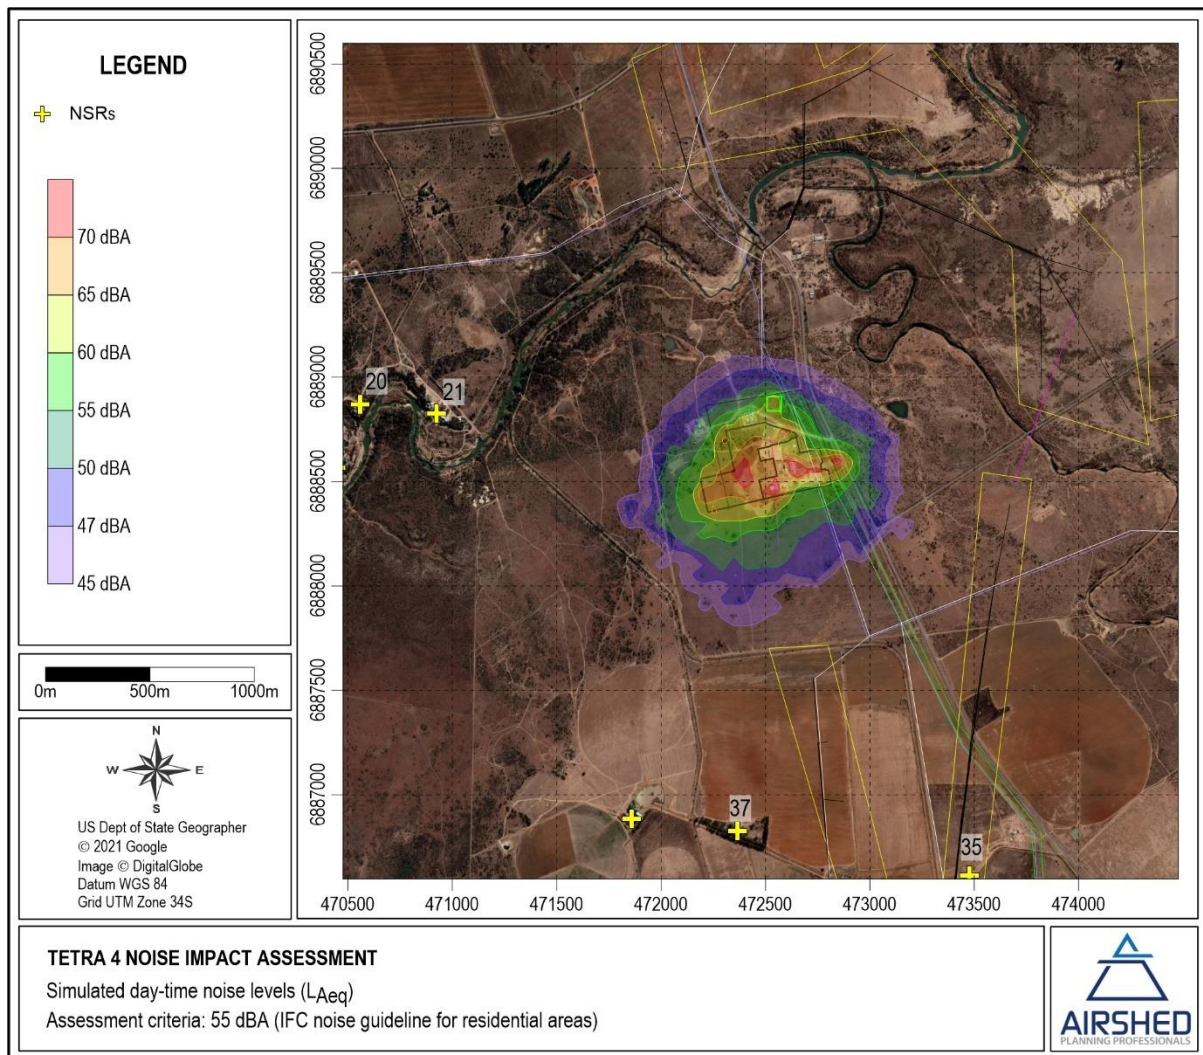 LEGEND
NSRs
70 dBA
65 dBA
60 dBA
55 dBA
50 dBA
47 dBA
45 dBA
0m 500m 1000m
N
W E
S
US Dept of State Geographer
© 2021 Google
Image © DigitalGlobe
Datum WGS 84
Grid UTM Zone 34S
6890500
6890000
6889500
6889000
6888500
6888000
6887500
6887000
20
21
37
35
470500 471000 471500 472000 472500 473000 473500 474000
TETRA 4 NOISE IMPACT ASSESSMENT
Simulated day-time noise levels (LAeq)
Assessment criteria: 55 dBA (IFC noise guideline for residential areas)
AIRSHED
PLANNING PROFESSIONALS